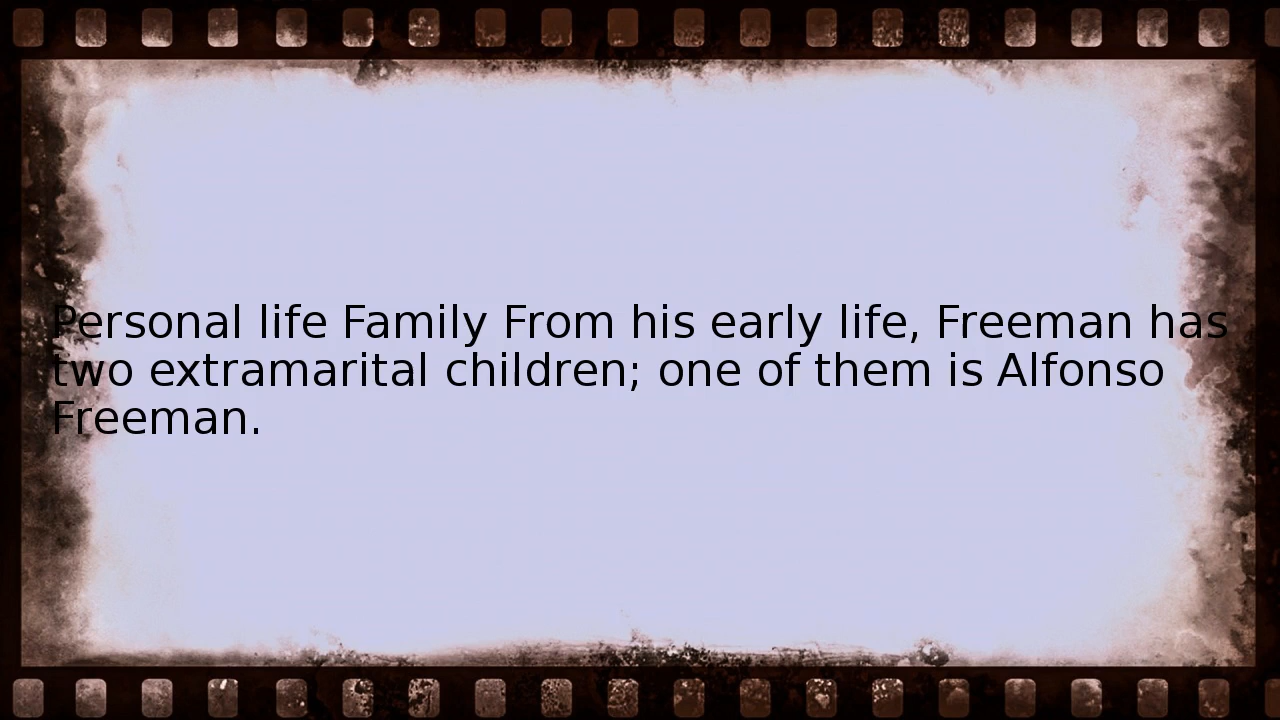 Personal life Family From his early life, Freeman has
two extramarital children; one of them is Alfonso
Freeman.